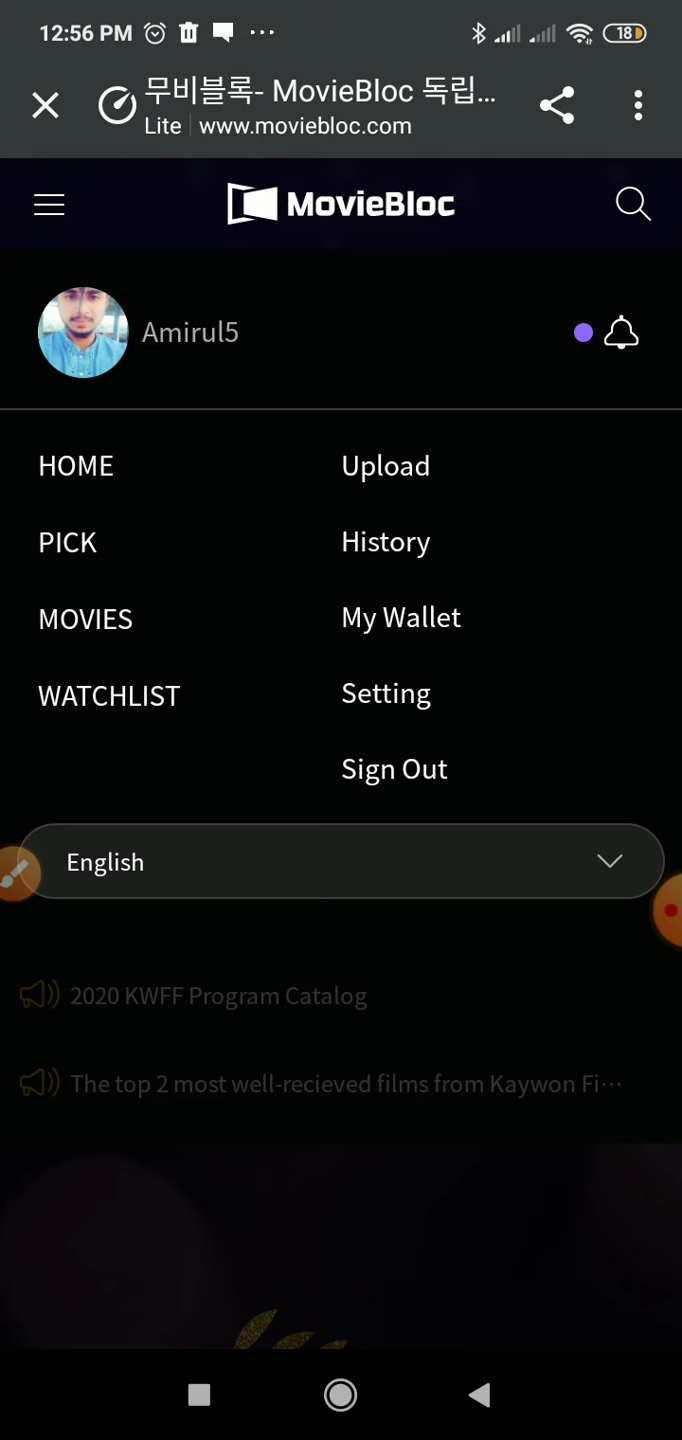 12:56 PM
18
무비블록- MovieBloc 독립...
Lite www.moviebloc.com
MovieBloc
Amirul5
HOME
Upload
PICK
History
MOVIES
My Wallet
WATCHLIST
Setting
Sign Out
English
2020 KWFF Program Catalog
The top 2 most well-recieved films from Kaywon Fi···